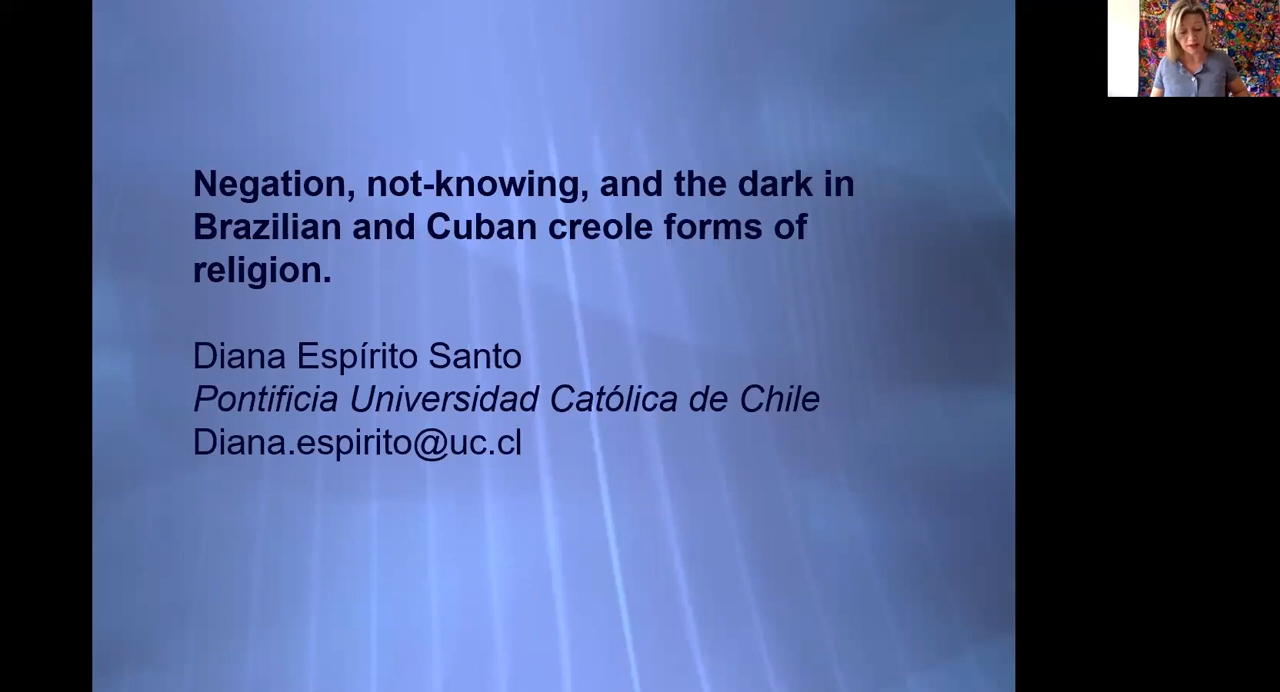 Negation, not-knowing, and the dark in
Brazilian and Cuban creole forms of
religion.
Diana Espírito Santo
Pontificia Universidad Católica de Chile
Diana.espirito@uc.cl